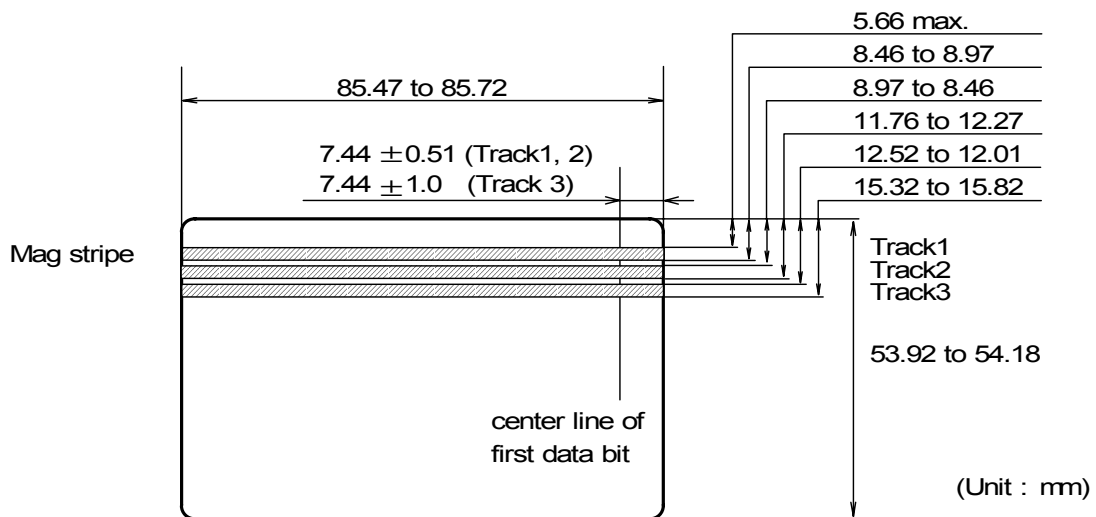 5.66 max.
8.46 to 8.97
85.47 to 85.72
8.97 to 8.46
11.76 to 12.27
7.44 ±0.51 (Track1, 2)
12.52 to 12.01
7.44 ±1.0 (Track 3)
15.32 to 15.82
Mag stripe
Track1
Track2
Track3
53.92 to 54.18
center line of
first data bit
(Unit : mm)